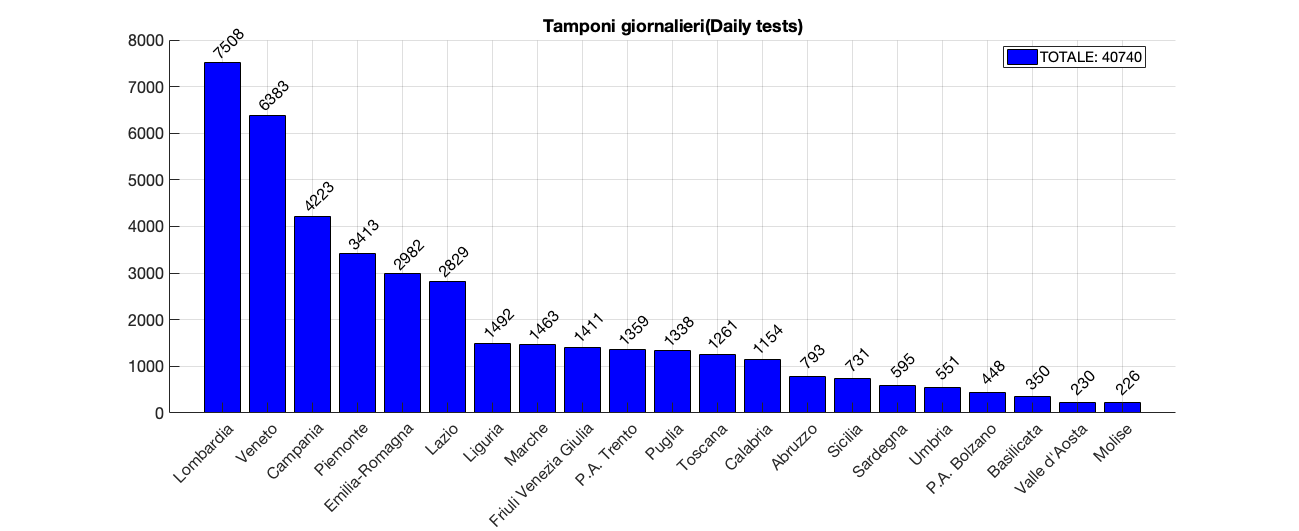 Tamponi giornalieri(Daily tests)
TOTALE: 40740
8000
7000
6000
5000
4000
3000
2000
1000
0
7508
6383
4223
3413
2982
2829
1492
1463
1411
1359
1338
1261
1154
793
731
595
551
448
350
230
226
Lombardia
Veneto
Campania
Piemonte
Emilia-Romagna
Lazio
Liguria
Marche
Friuli Venezia Giulia
P.A. Trento
Puglia
Toscana
Calabria
Abruzzo
Sicilia
Sardegna
Umbria
P.A. Bolzano
Basilicata
Valle d'Aosta
Molise